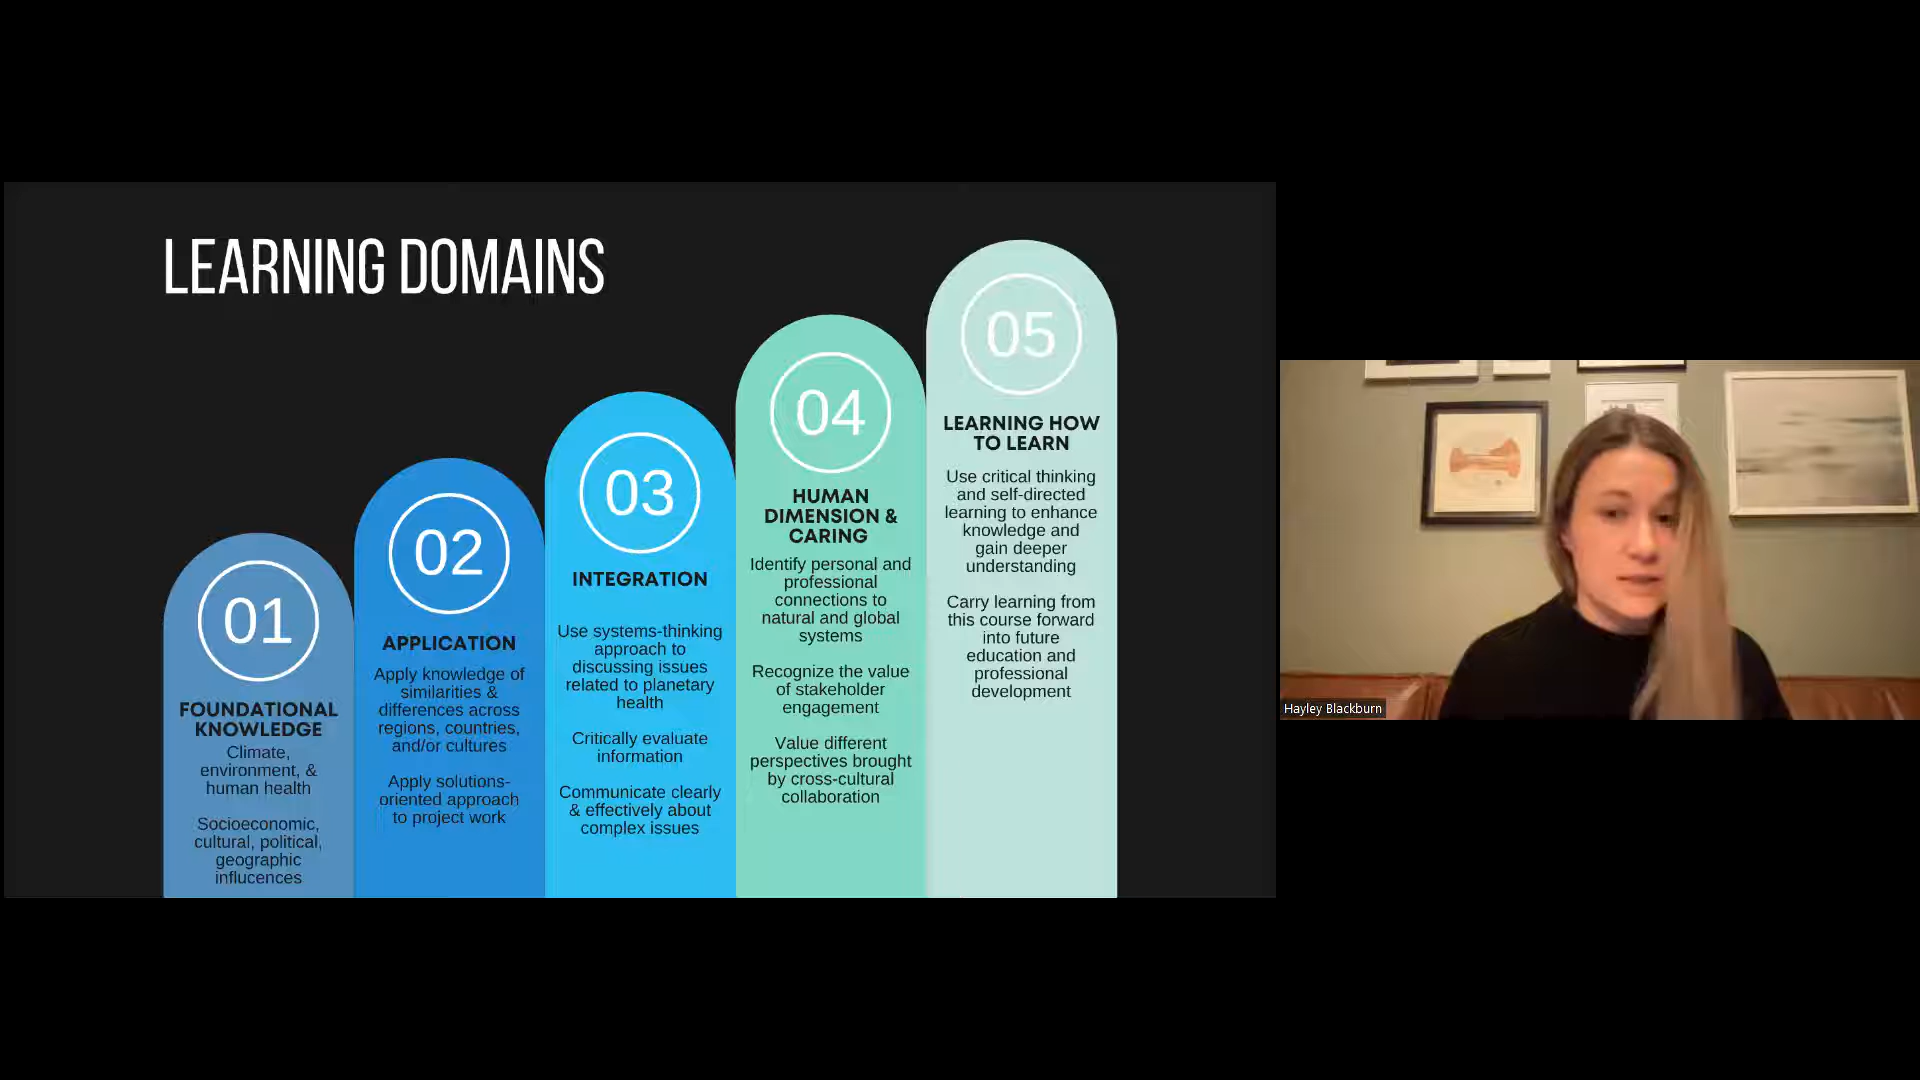 LEARNING DOMAINS
01
FOUNDATIONAL
KNOWLEDGE
Climate,
environment, &
human health
Socioeconomic,
cultural, political,
geographic
influcences
02
APPLICATION
Apply knowledge of
similarities &
differences across
regions, countries,
and/or cultures
Apply solutions-
oriented approach
to project work
03
INTEGRATION
Use systems-thinking
approach to
discussing issues
related to planetary
health
Critically evaluate
information
Communicate clearly
& effectively about
complex issues
04
HUMAN
DIMENSION &
CARING
Identify personal and
professional
connections to
natural and global
systems
Recognize the value
of stakeholder
engagement
Value different
perspectives brought
by cross-cultural
collaboration
05
LEARNING HOW
TO LEARN
Use critical thinking
and self-directed
learning to enhance
knowledge and
gain deeper
understanding
Carry learning from
this course forward
into future
education and
professional
development
Hayley Blackburn